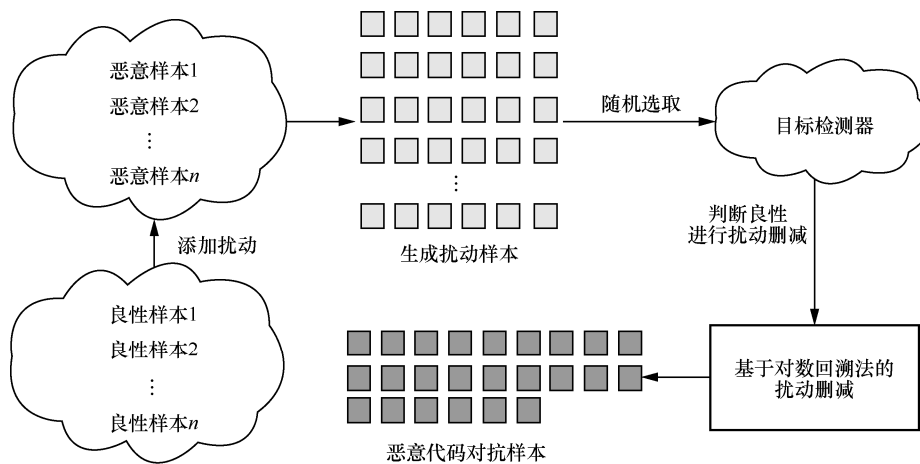 恶意样本1
恶意样本2
⋮
恶意样本n
添加扰动
良性样本1
良性样本2
⋮
良性样本n
⋮
生成扰动样本
随机选取
目标检测器
判断良性
进行扰动删减
基于对数回溯法的
扰动删减
恶意代码对抗样本